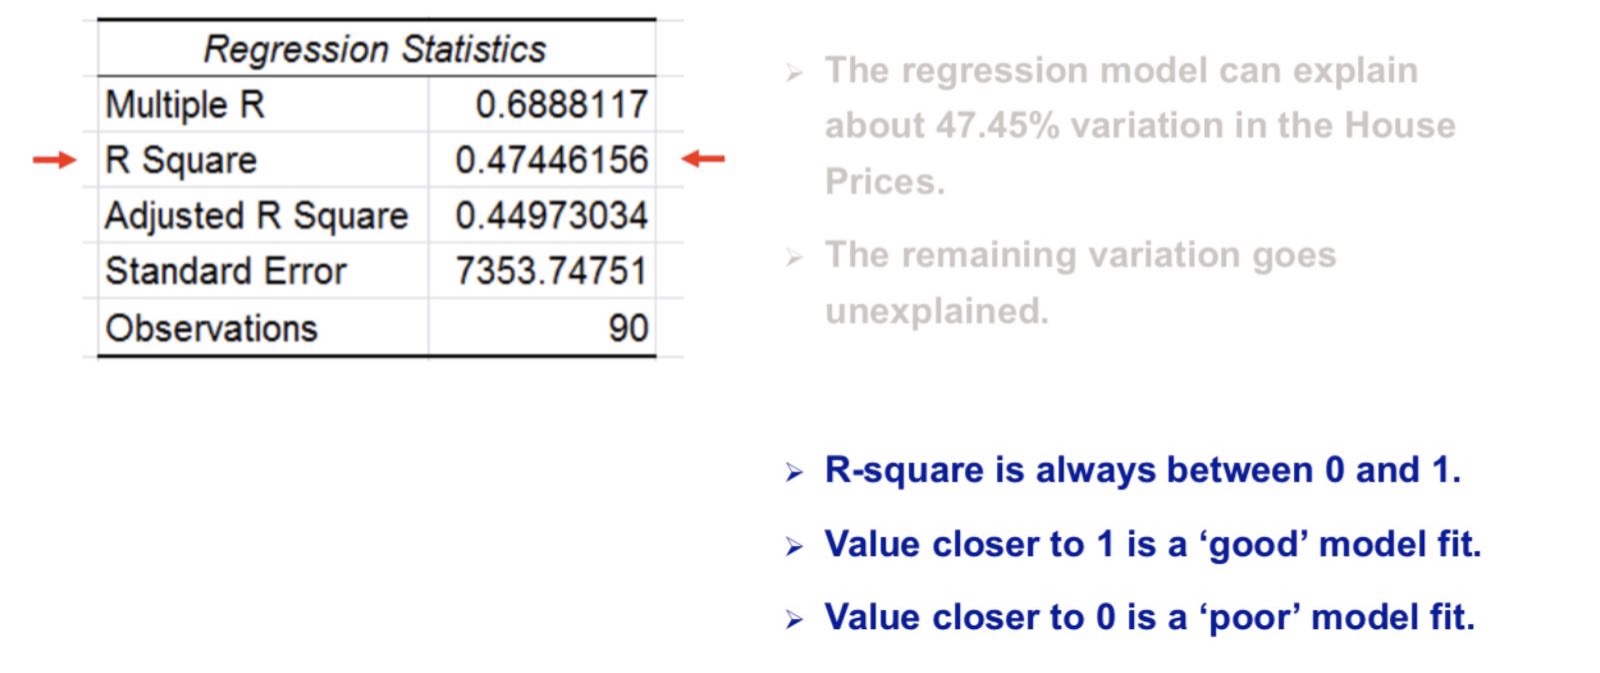 Regression Statistics
Multiple R 0.6888117
R Square 0.47446156
Adjusted R Square 0.44973034
Standard Error 7353.74751
Observations 90
➢ The regression model can explain
about 47.45% variation in the House
Prices.
➢ The remaining variation goes
unexplained.
➢ R-square is always between 0 and 1.
➢ Value closer to 1 is a ‘good’ model fit.
➢ Value closer to 0 is a ‘poor’ model fit.